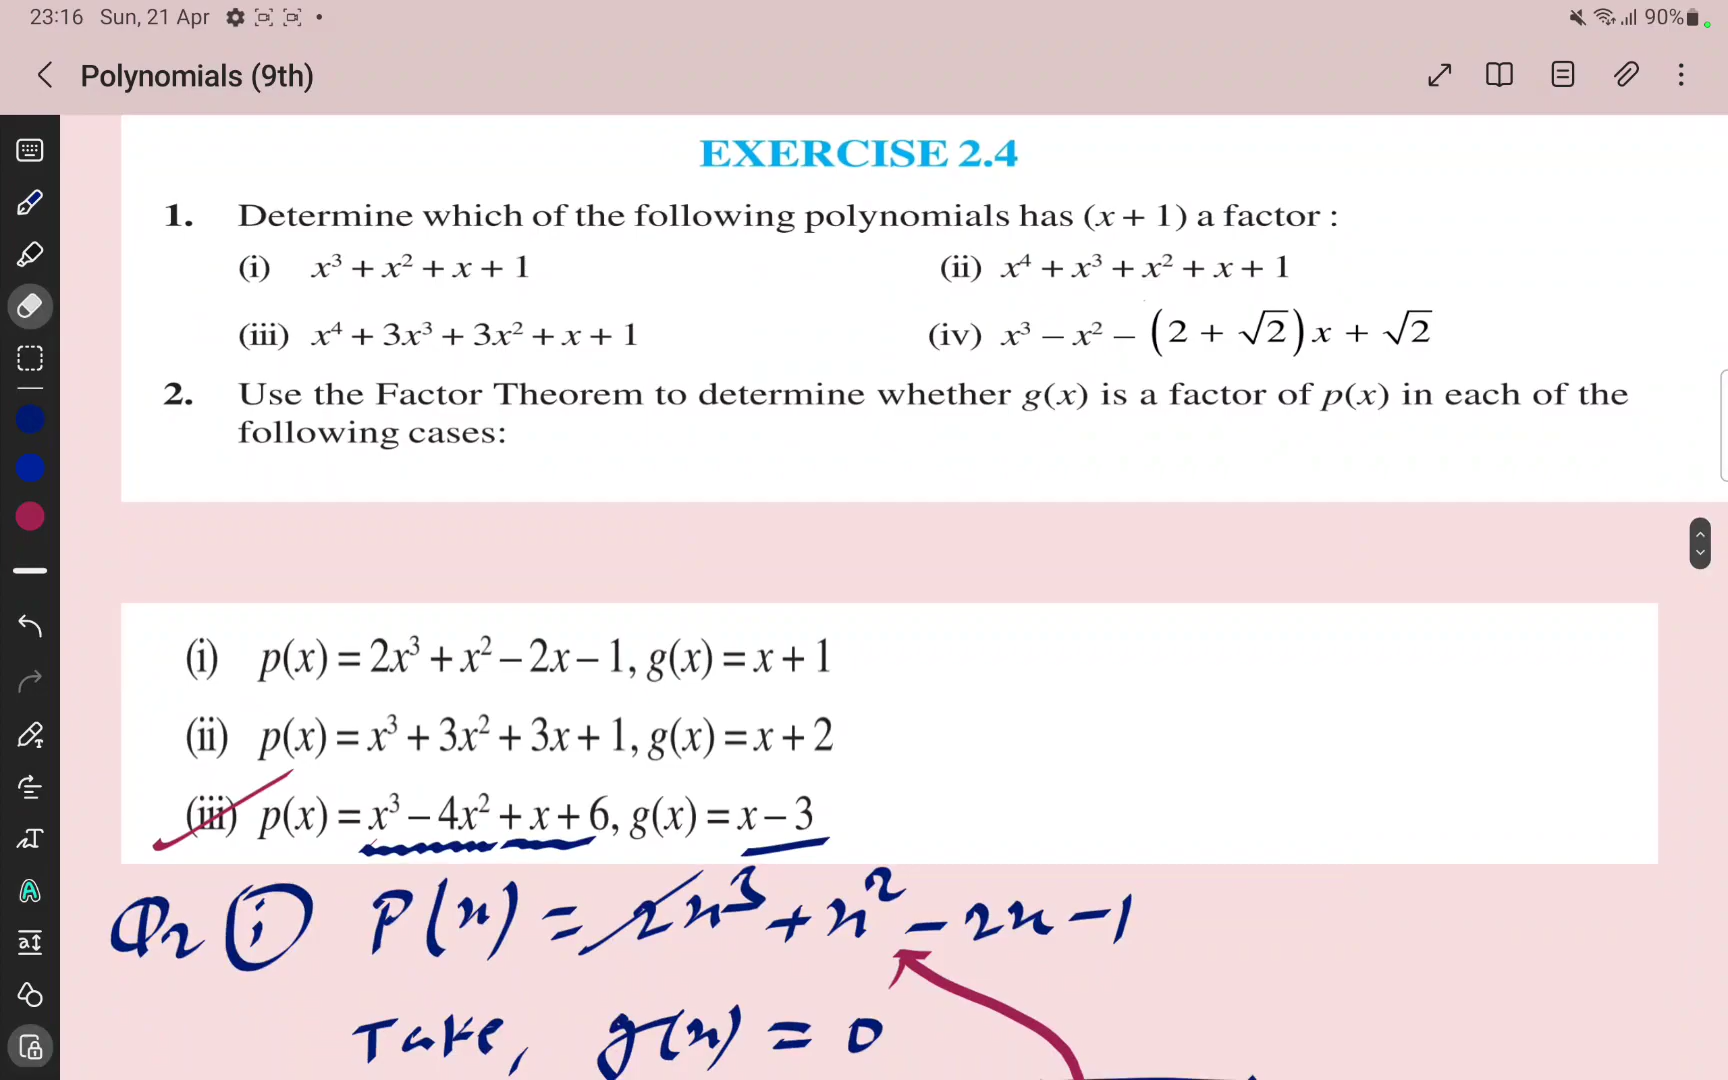 23:16 Sun, 21 Apr 90%
Polynomials (9th)
EXERCISE 2.4
1. Determine which of the following polynomials has (x + 1) a factor :
(i) x³ + x² + x + 1 (ii) x⁴ + x³ + x² + x + 1
(iii) x⁴ + 3x³ + 3x² + x + 1 (iv) x³ – x² – (2 + √2)x + √2
2. Use the Factor Theorem to determine whether g(x) is a factor of p(x) in each of the
following cases:
(i) p(x) = 2x³ + x² – 2x – 1, g(x) = x + 1
(ii) p(x) = x³ + 3x² + 3x + 1, g(x) = x + 2
(iii) p(x) = x³ – 4x² + x + 6, g(x) = x – 3
Q2 (i) P(x) = 2x³ + x² – 2x – 1
Take, g(x) = 0